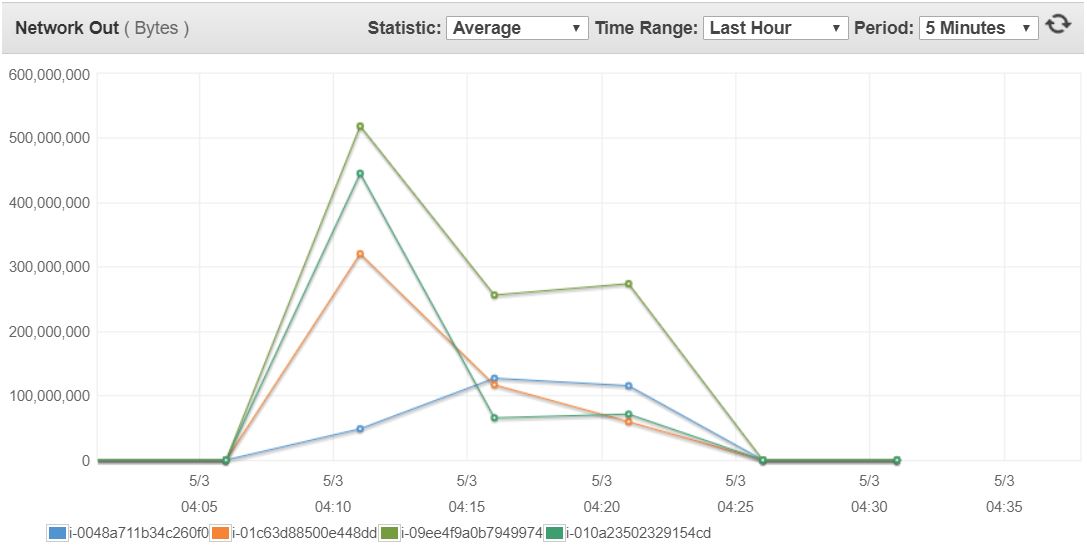 Network Out ( Bytes ) Statistic: Average Time Range: Last Hour Period: 5 Minutes
600,000,000
500,000,000
400,000,000
300,000,000
200,000,000
100,000,000
0
5/3 5/3 5/3 5/3 5/3 5/3 5/3
04:05 04:10 04:15 04:20 04:25 04:30 04:35
i-0048a711b34c260f0 i-01c63d88500e448dd i-09ee4f9a0b7949974 i-010a23502329154cd